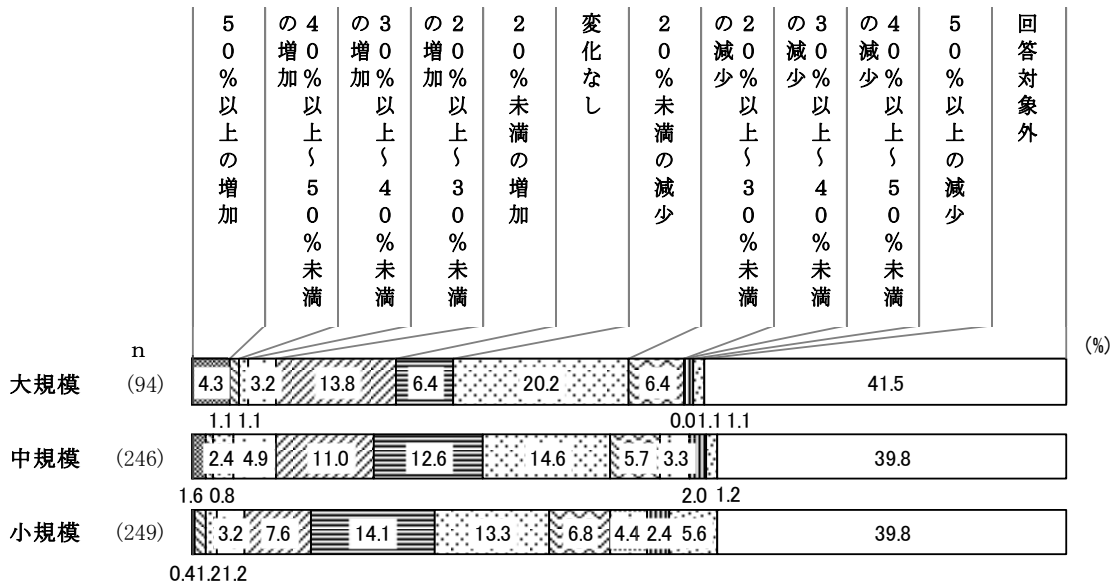 50%以上の増加
40%以上~50%未満の増加
30%以上~40%未満の増加
20%以上~30%未満の増加
20%未満の増加
変化なし
20%未満の減少
20%以上~30%未満の減少
30%以上~40%未満の減少
40%以上~50%未満の減少
50%以上の減少
回答対象外
n
(%)
大規模 (94) 4.3 3.2 13.8 6.4 20.2 6.4 41.5
1.1 1.1 0.0 1.1 1.1
中規模 (246) 2.4 4.9 11.0 12.6 14.6 5.7 3.3 39.8
1.6 0.8 2.0 1.2
小規模 (249) 3.2 7.6 14.1 13.3 6.8 4.4 2.4 5.6 39.8
0.4 1.2 1.2